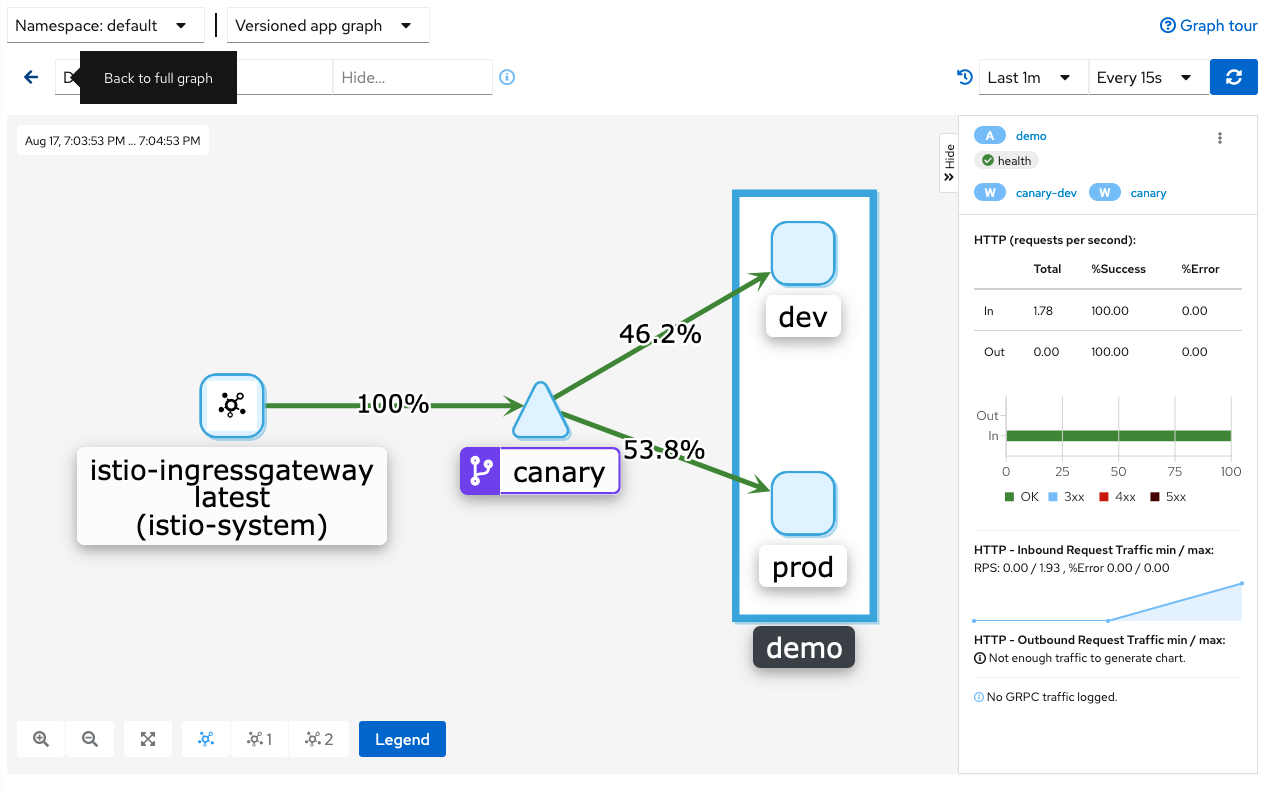 Namespace: default
Versioned app graph
Graph tour
Back to full graph
Hide...
Last 1m
Every 15s
Aug 17, 7:03:53 PM ... 7:04:53 PM
Hide
A demo
health
W canary-dev W canary
HTTP (requests per second):
Total %Success %Error
In 1.78 100.00 0.00
Out 0.00 100.00 0.00
Out
In
0 25 50 75 100
OK 3xx 4xx 5xx
HTTP - Inbound Request Traffic min / max:
RPS: 0.00 / 1.93 , %Error 0.00 / 0.00
HTTP - Outbound Request Traffic min / max:
Not enough traffic to generate chart.
No GRPC traffic logged.
dev
46.2%
100%
53.8%
istio-ingressgateway
latest
(istio-system)
canary
prod
demo
1
2
Legend